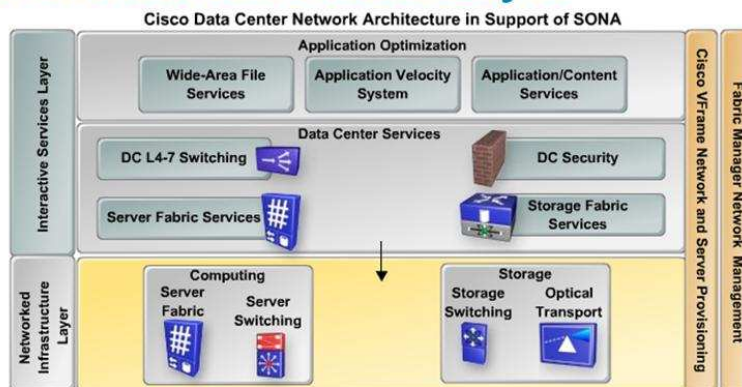 Cisco Data Center Network Architecture in Support of SONA
Interactive Services Layer
Application Optimization
Wide-Area File
Services
Application Velocity
System
Application/Content
Services
Data Center Services
DC L4-7 Switching
DC Security
Server Fabric Services
Storage Fabric
Services
Networked
Infrastructure
Layer
Computing
Server
Fabric
Server
Switching
Storage
Storage
Switching
Optical
Transport
Cisco VFrame Network and Server Provisioning
Fabric Manager Network Management